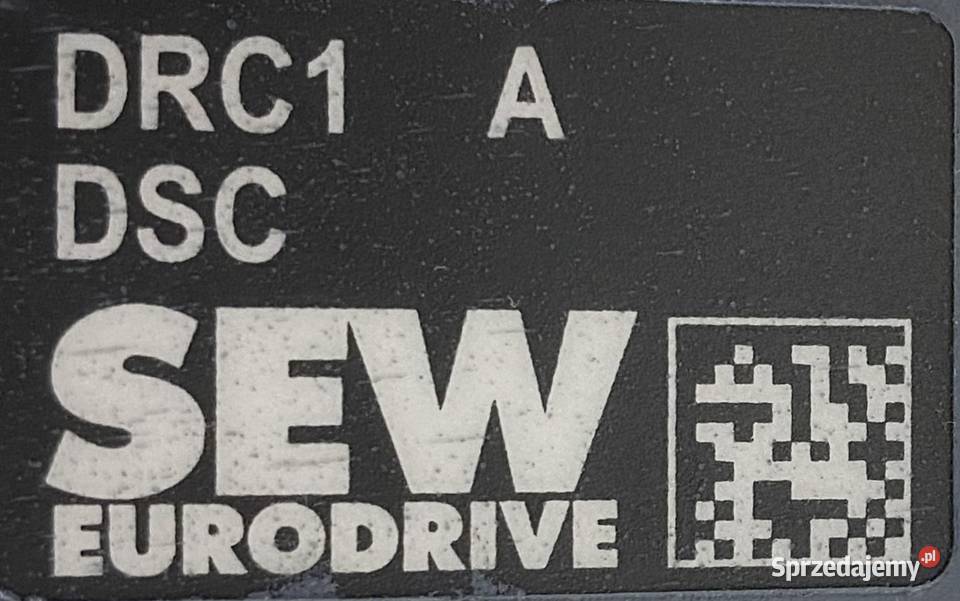 DRC1 A
DSC
SEW
EURODRIVE
Sprzedajemy.pl